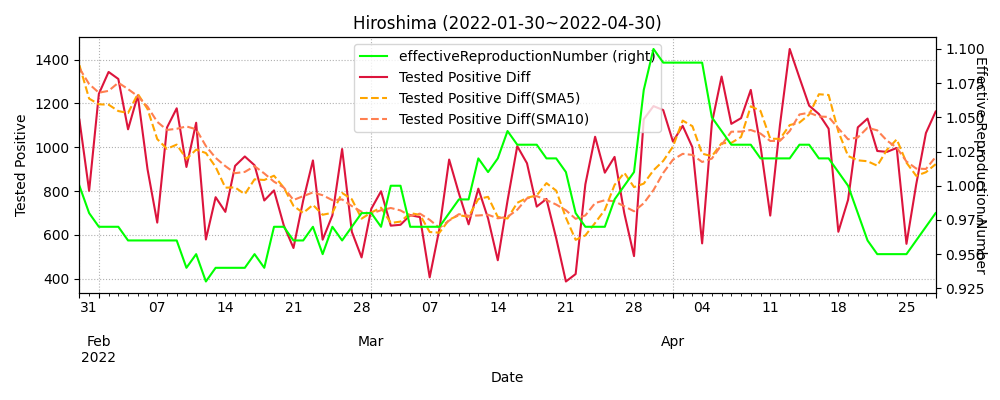 Hiroshima (2022-01-30~2022-04-30)
effectiveReproductionNumber (right)
Tested Positive Diff
Tested Positive Diff(SMA5)
Tested Positive Diff(SMA10)
Tested Positive
1400
1200
1000
800
600
400
Effective Reproduction Number
1.100
1.075
1.050
1.025
1.000
0.975
0.950
0.925
31 07 14 21 28 07 14 21 28 04 11 18 25
Feb Mar Apr
2022
Date